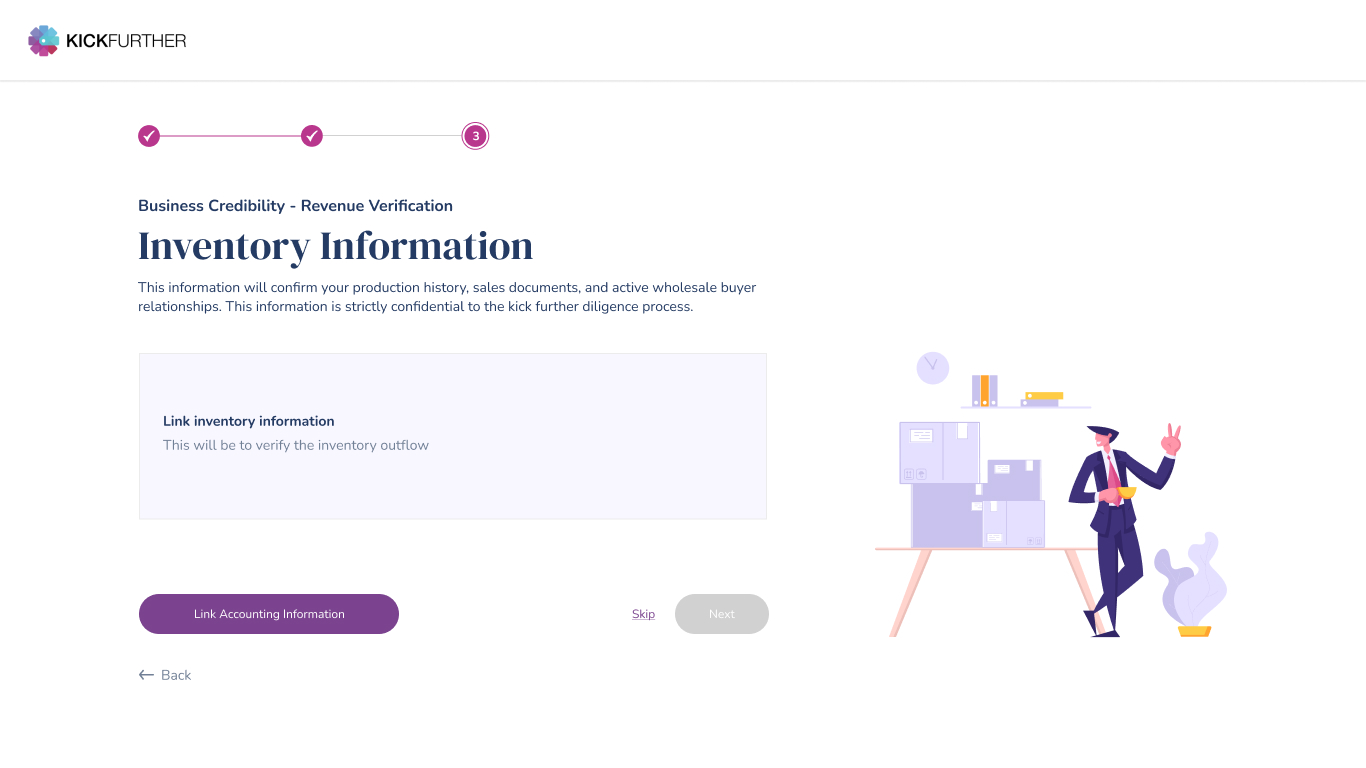 KICKFURTHER
3
Business Credibility - Revenue Verification
Inventory Information
This information will confirm your production history, sales documents, and active wholesale buyer
relationships. This information is strictly confidential to the kick further diligence process.
Link inventory information
This will be to verify the inventory outflow
Link Accounting Information
Skip
Next
Back